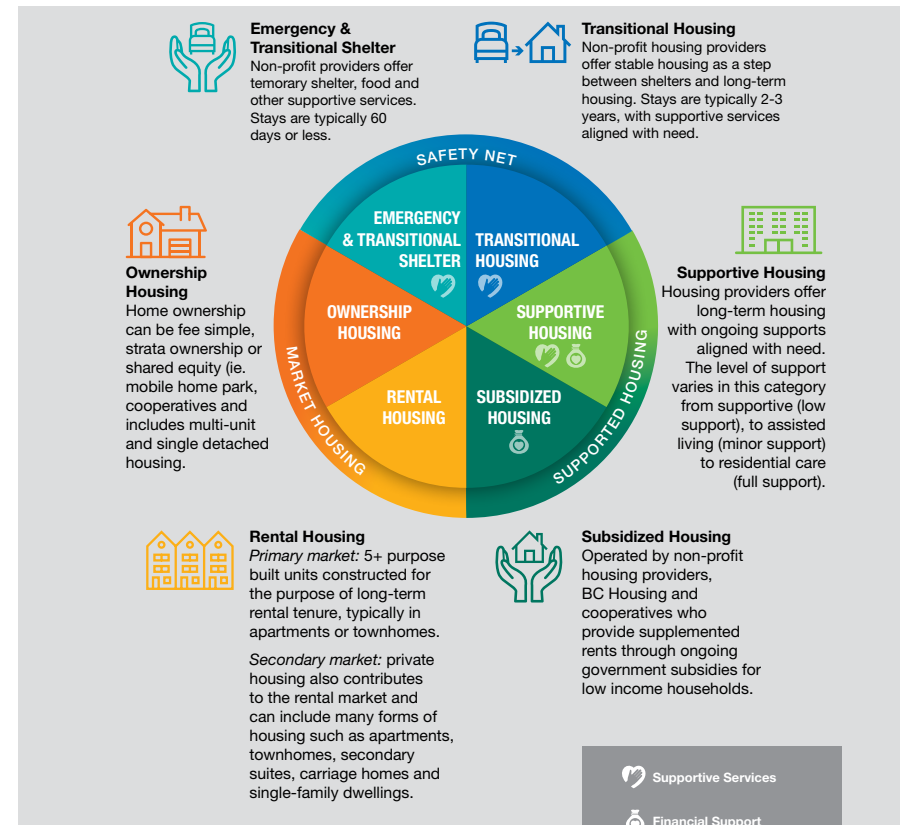 Emergency &
Transitional Shelter
Non-profit providers offer
temorary shelter, food and
other supportive services.
Stays are typically 60
days or less.
Transitional Housing
Non-profit housing providers
offer stable housing as a step
between shelters and long-term
housing. Stays are typically 2-3
years, with supportive services
aligned with need.
SAFETY NET
EMERGENCY
& TRANSITIONAL
SHELTER
TRANSITIONAL
HOUSING
OWNERSHIP
HOUSING
SUPPORTIVE
HOUSING
RENTAL
HOUSING
SUBSIDIZED
HOUSING
MARKET HOUSING
SUPPORTED HOUSING
Ownership
Housing
Home ownership
can be fee simple,
strata ownership or
shared equity (ie.
mobile home park,
cooperatives and
includes multi-unit
and single detached
housing.
Supportive Housing
Housing providers offer
long-term housing
with ongoing supports
aligned with need.
The level of support
varies in this category
from supportive (low
support), to assisted
living (minor support)
to residential care
(full support).
Rental Housing
Primary market: 5+ purpose
built units constructed for
the purpose of long-term
rental tenure, typically in
apartments or townhomes.
Secondary market: private
housing also contributes
to the rental market and
can include many forms of
housing such as apartments,
townhomes, secondary
suites, carriage homes and
single-family dwellings.
Subsidized Housing
Operated by non-profit
housing providers,
BC Housing and
cooperatives who
provide supplemented
rents through ongoing
government subsidies for
low income households.
Supportive Services
Financial Support